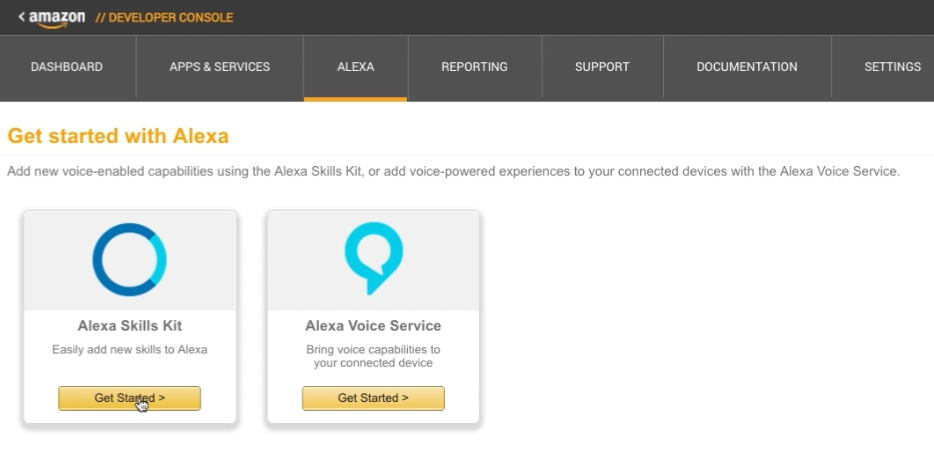 < amazon // DEVELOPER CONSOLE
DASHBOARD APPS & SERVICES ALEXA REPORTING SUPPORT DOCUMENTATION SETTINGS
Get started with Alexa
Add new voice-enabled capabilities using the Alexa Skills Kit, or add voice-powered experiences to your connected devices with the Alexa Voice Service.
Alexa Skills Kit
Easily add new skills to Alexa
Get Started >
Alexa Voice Service
Bring voice capabilities to
your connected device
Get Started >